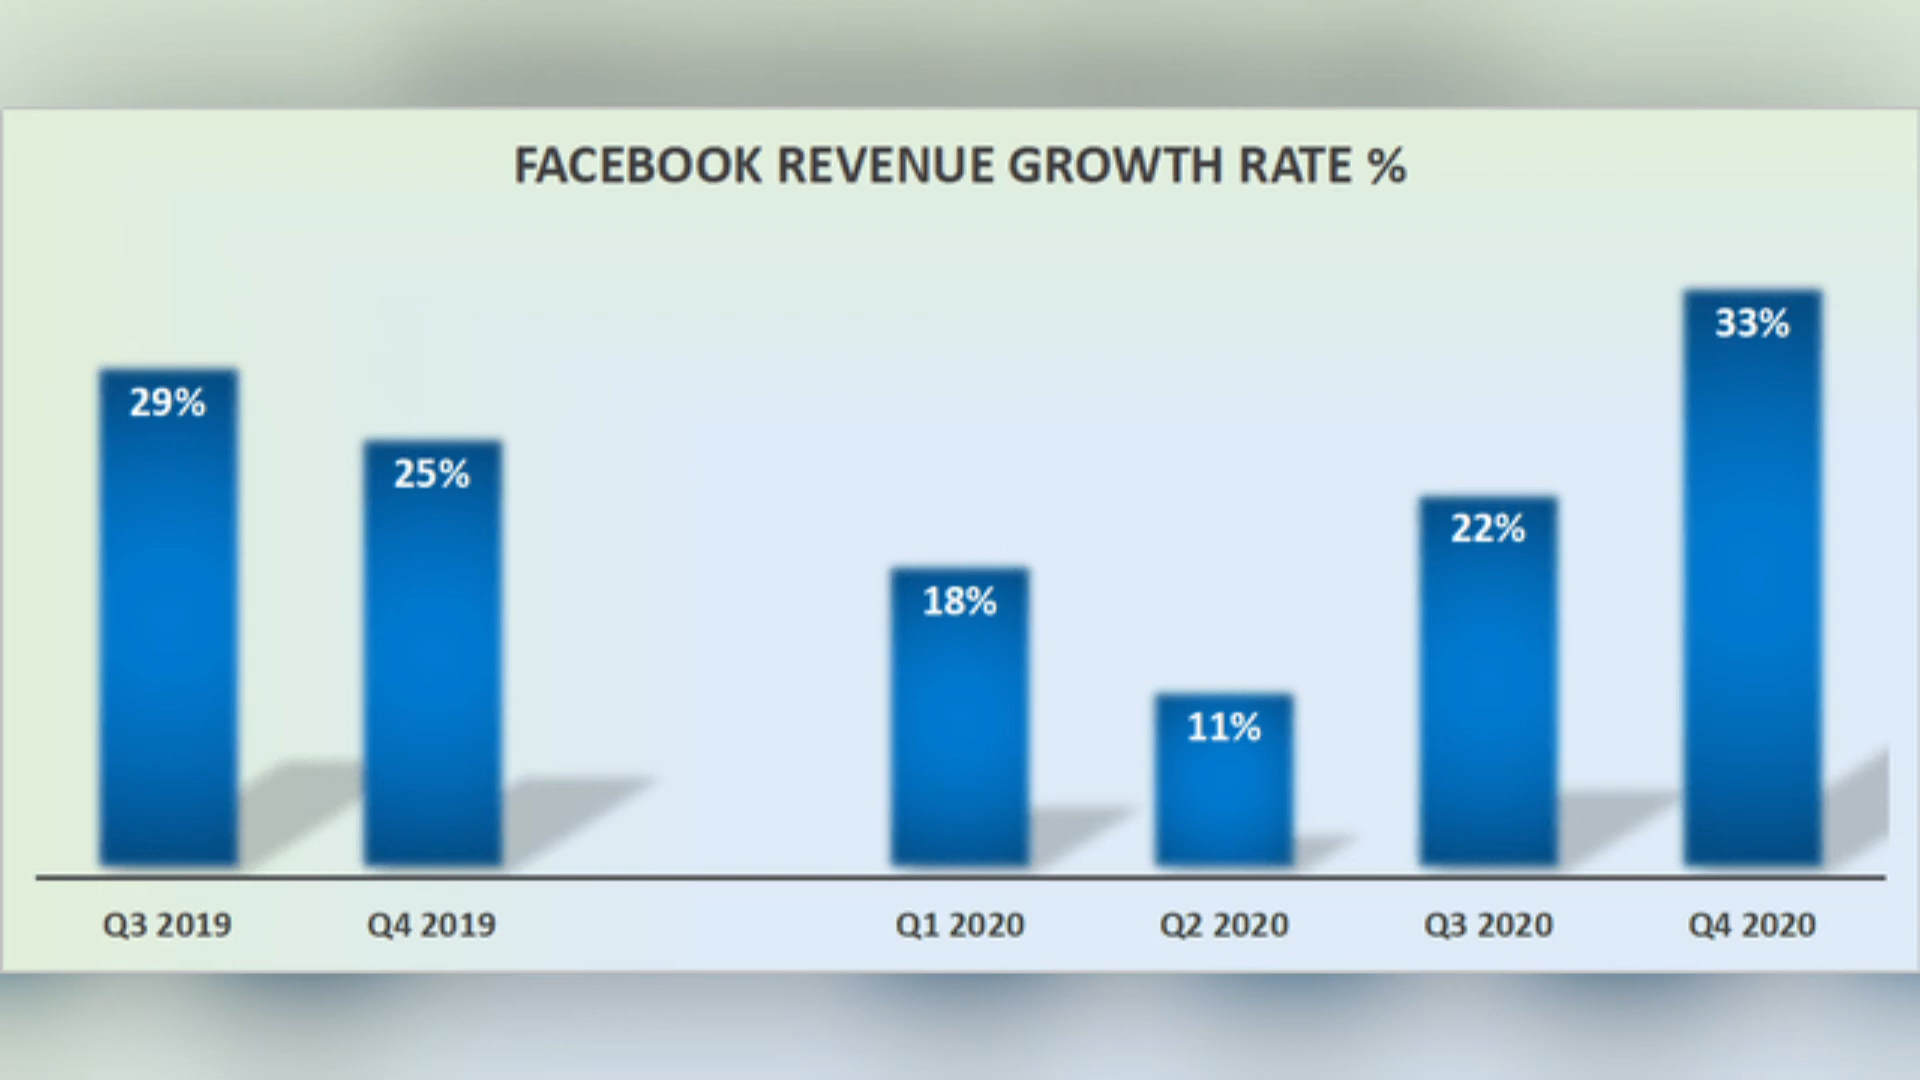 FACEBOOK REVENUE GROWTH RATE %
29%
25%
18%
11%
22%
33%
Q3 2019
Q4 2019
Q1 2020
Q2 2020
Q3 2020
Q4 2020